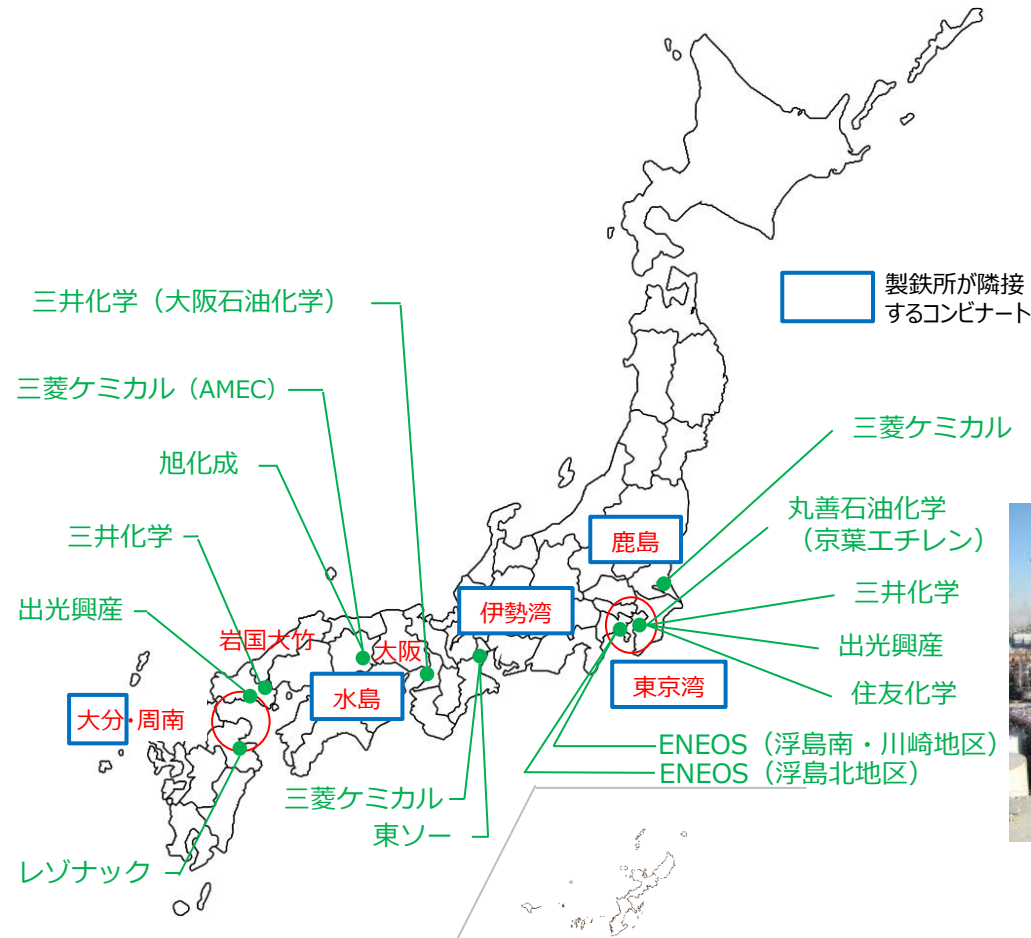 製鉄所が隣接
するコンビナート
三井化学（大阪石油化学）
三菱ケミカル（AMEC）
旭化成
三井化学
出光興産
岩国大竹
大阪
水島
大分・周南
レゾナック
三菱ケミカル
東ソー
伊勢湾
鹿島
東京湾
三菱ケミカル
丸善石油化学
（京葉エチレン）
三井化学
出光興産
住友化学
ENEOS（浮島南・川崎地区）
ENEOS（浮島北地区）